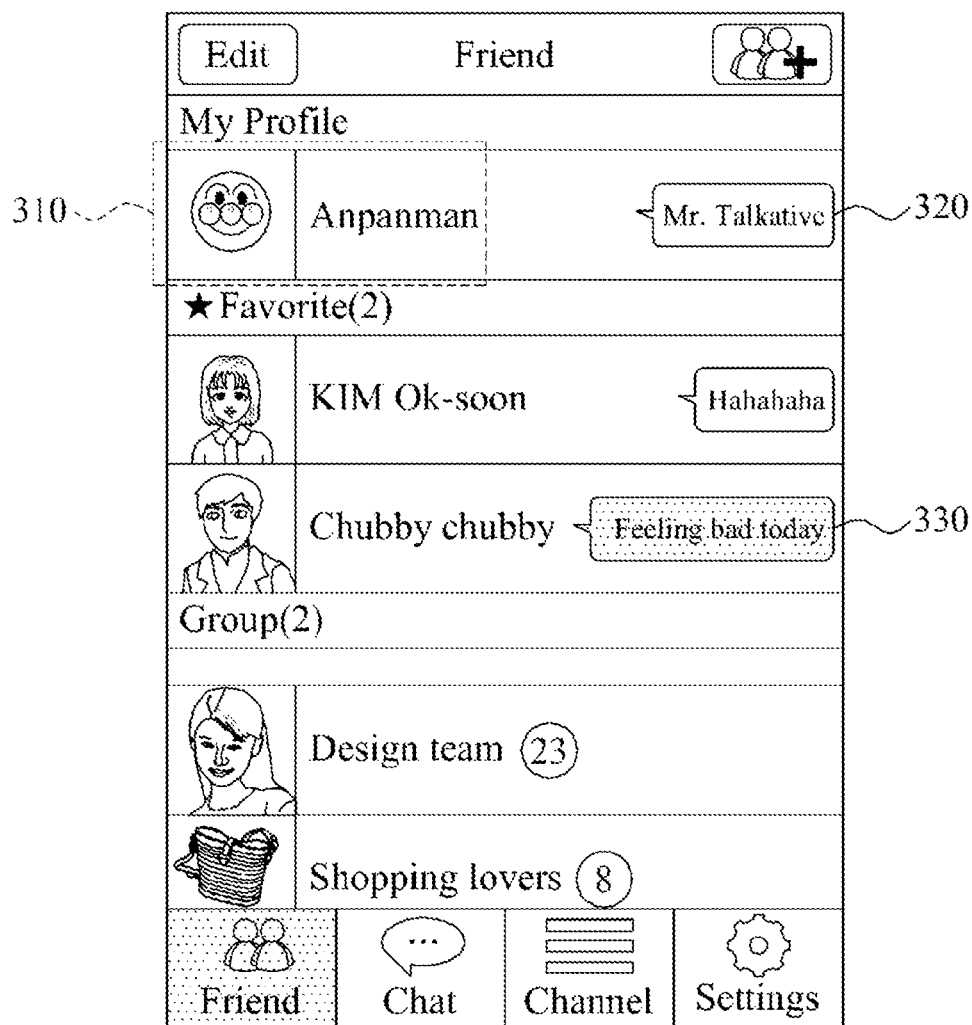 Edit Friend
My Profile
310 Anpanman Mr. Talkative 320
★Favorite(2)
KIM Ok-soon Hahahaha
Chubby chubby Feeling bad today 330
Group(2)
Design team 23
Shopping lovers 8
Friend Chat Channel Settings